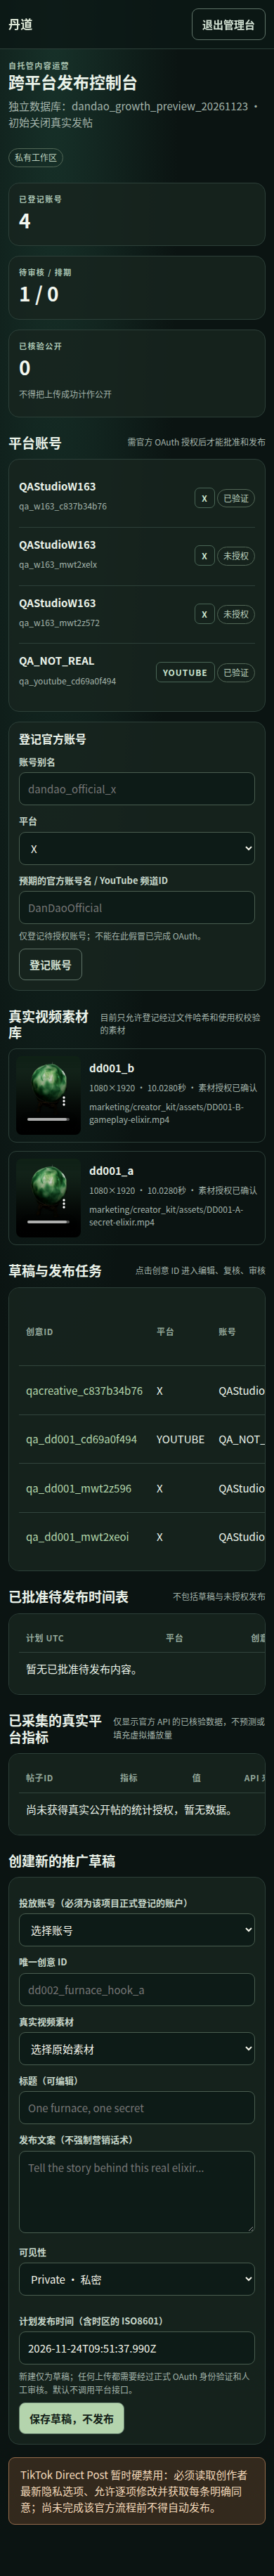 丹道
退出管理台
自托管内容运营
跨平台发布控制台
独立数据库：dandao_growth_preview_20261123 ·
初始关闭真实发帖
私有工作区
已登记账号
4
待审核 / 排期
1 / 0
已核验公开
0
不得把上传成功计作公开
平台账号
需官方 OAuth 授权后才能批准和发布
QAStudioW163
qa_w163_c837b34b76
X
已验证
QAStudioW163
qa_w163_mwt2xelx
X
未授权
QAStudioW163
qa_w163_mwt2z572
X
未授权
QA_NOT_REAL
qa_youtube_cd69a0f494
YOUTUBE
已验证
登记官方账号
账号别名
dandao_official_x
平台
X
预期的官方账号名 / YouTube 频道ID
DanDaoOfficial
仅登记待授权账号；不能在此假冒已完成 OAuth。
登记账号
真实视频素材
库
目前只允许登记经过文件哈希和使用权校验
的素材
dd001_b
1080×1920 · 10.0280秒 · 素材授权已确认
marketing/creator_kit/assets/DD001-B-
gameplay-elixir.mp4
dd001_a
1080×1920 · 10.0280秒 · 素材授权已确认
marketing/creator_kit/assets/DD001-A-
secret-elixir.mp4
草稿与发布任务
点击创意 ID 进入编辑、复核、审核
创意ID 平台 账号
qacreative_c837b34b76 X QAStudio
qa_dd001_cd69a0f494 YOUTUBE QA_NOT_
qa_dd001_mwt2z596 X QAStudio
qa_dd001_mwt2xeoi X QAStudio
已批准待发布时间表
不包括草稿与未授权发布
计划 UTC 平台 创意
暂无已批准待发布内容。
已采集的真实平
台指标
仅显示官方 API 的已核验数据，不预测或
填充虚拟播放量
帖子ID 指标 值 API
尚未获得真实公开帖的统计授权，暂无数据。
创建新的推广草稿
投放账号（必须为该项目正式登记的账户）
选择账号
唯一创意 ID
dd002_furnace_hook_a
真实视频素材
选择原始素材
标题（可编辑）
One furnace, one secret
发布文案（不强制营销话术）
Tell the story behind this real elixir...
可见性
Private · 私密
计划发布时间（含时区的 ISO8601）
2026-11-24T09:51:37.990Z
新建仅为草稿；任何上传都需要经过正式 OAuth 身份验证和人
工审核。默认不调用平台接口。
保存草稿，不发布
TikTok Direct Post 暂时硬禁用：必须读取创作者
最新隐私选项、允许逐项修改并获取每条明确同
意；尚未完成该官方流程前不得自动发布。